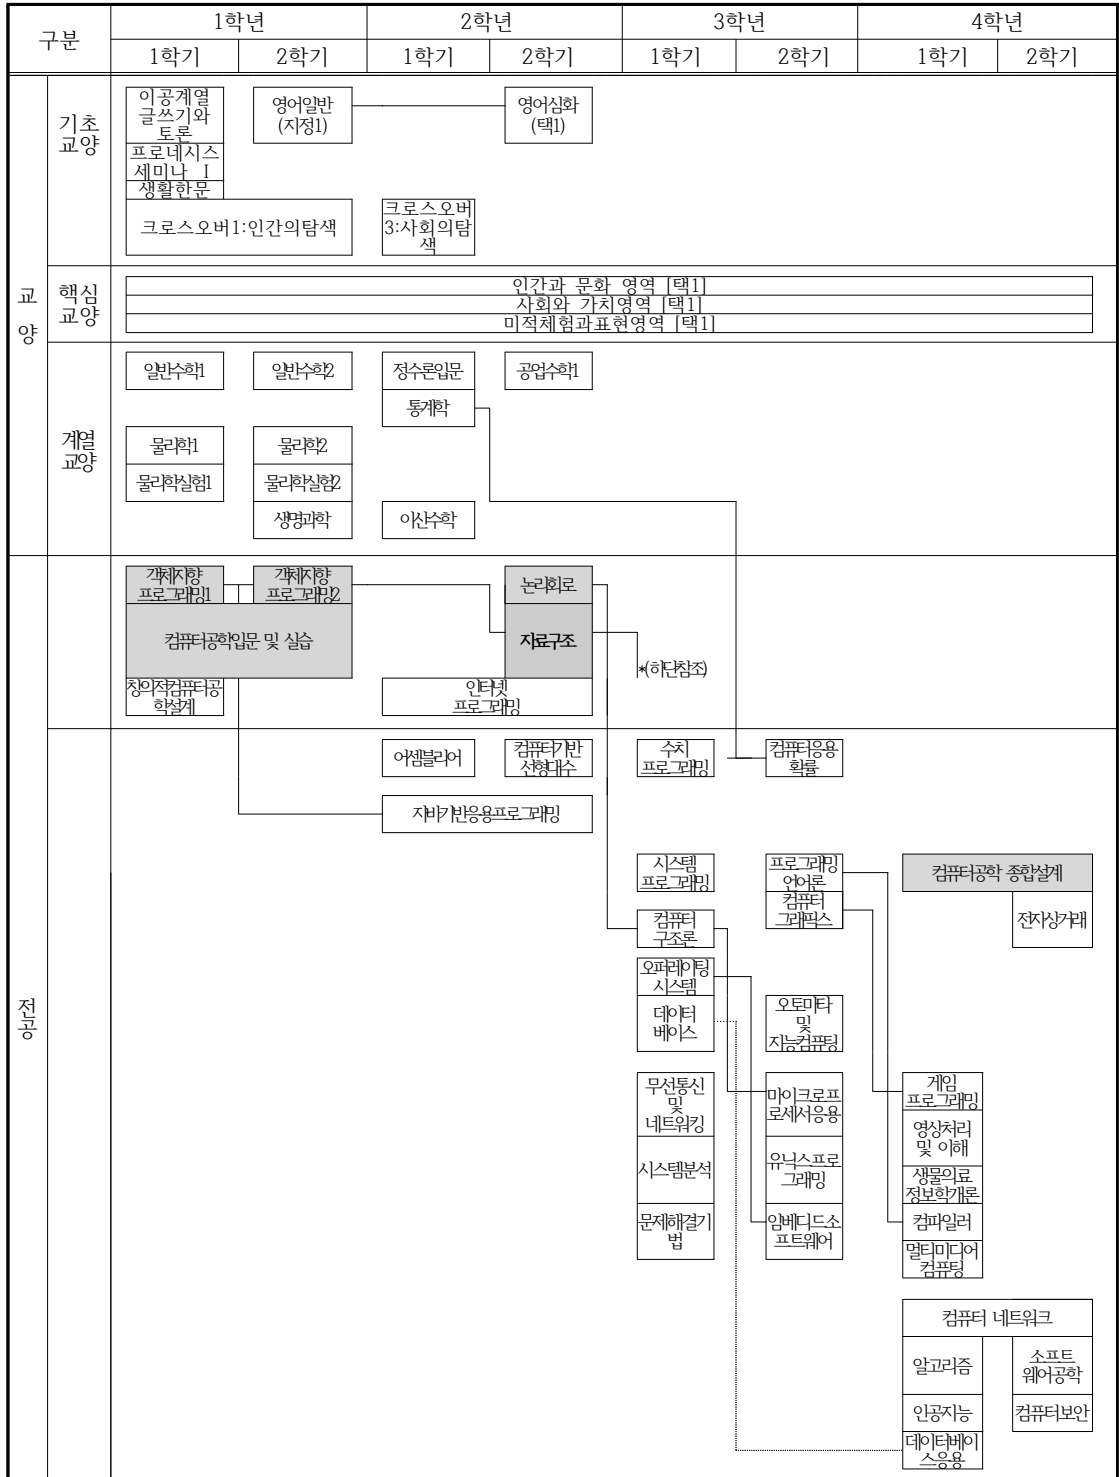 구분
1학년 2학년 3학년 4학년
1학기 2학기 1학기 2학기 1학기 2학기 1학기 2학기
교
양
기초
교양
이공계열
글쓰기와
토론
영어일반
(지정1)
영어심화
(택1)
프로네시스
세미나 I
생활한문
크로스오버1:인간의탐색
크로스오버
3:사회의탐
색
핵심
교양
인간과 문화 영역 [택1]
사회와 가치영역 [택1]
미적체험과표현영역 [택1]
계열
교양
일반수학1 일반수학2 정수론입문 공업수학1
통계학
물리학1 물리학2
물리학실험1 물리학실험2
생명과학 이산수학
전
공
객체지향
프로그래밍1
객체지향
프로그래밍2
논리회로
컴퓨터공학입문 및 실습
자료구조
*(하단참조)
창의적컴퓨터공
학설계
인터넷
프로그래밍
어셈블리어
컴퓨터기반
선형대수
수치
프로그래밍
컴퓨터응용
확률
자바기반응용프로그래밍
시스템
프로그래밍
프로그래밍
언어론
컴퓨터공학 종합설계
컴퓨터
그래픽스
컴퓨터
구조론
전자상거래
오퍼레이팅
시스템
데이터
베이스
오토마타
및
지능컴퓨팅
무선통신
및
네트워킹
마이크로프
로세서응용
게임
프로그래밍
영상처리
및 이해
시스템분석
유닉스프로
그래밍
생물의료
정보학개론
문제해결기
법
임베디드소
프트웨어
컴파일러
멀티미디어
컴퓨팅
컴퓨터 네트워크
알고리즘
소프트
웨어공학
인공지능 컴퓨터보안
데이터베이
스응용